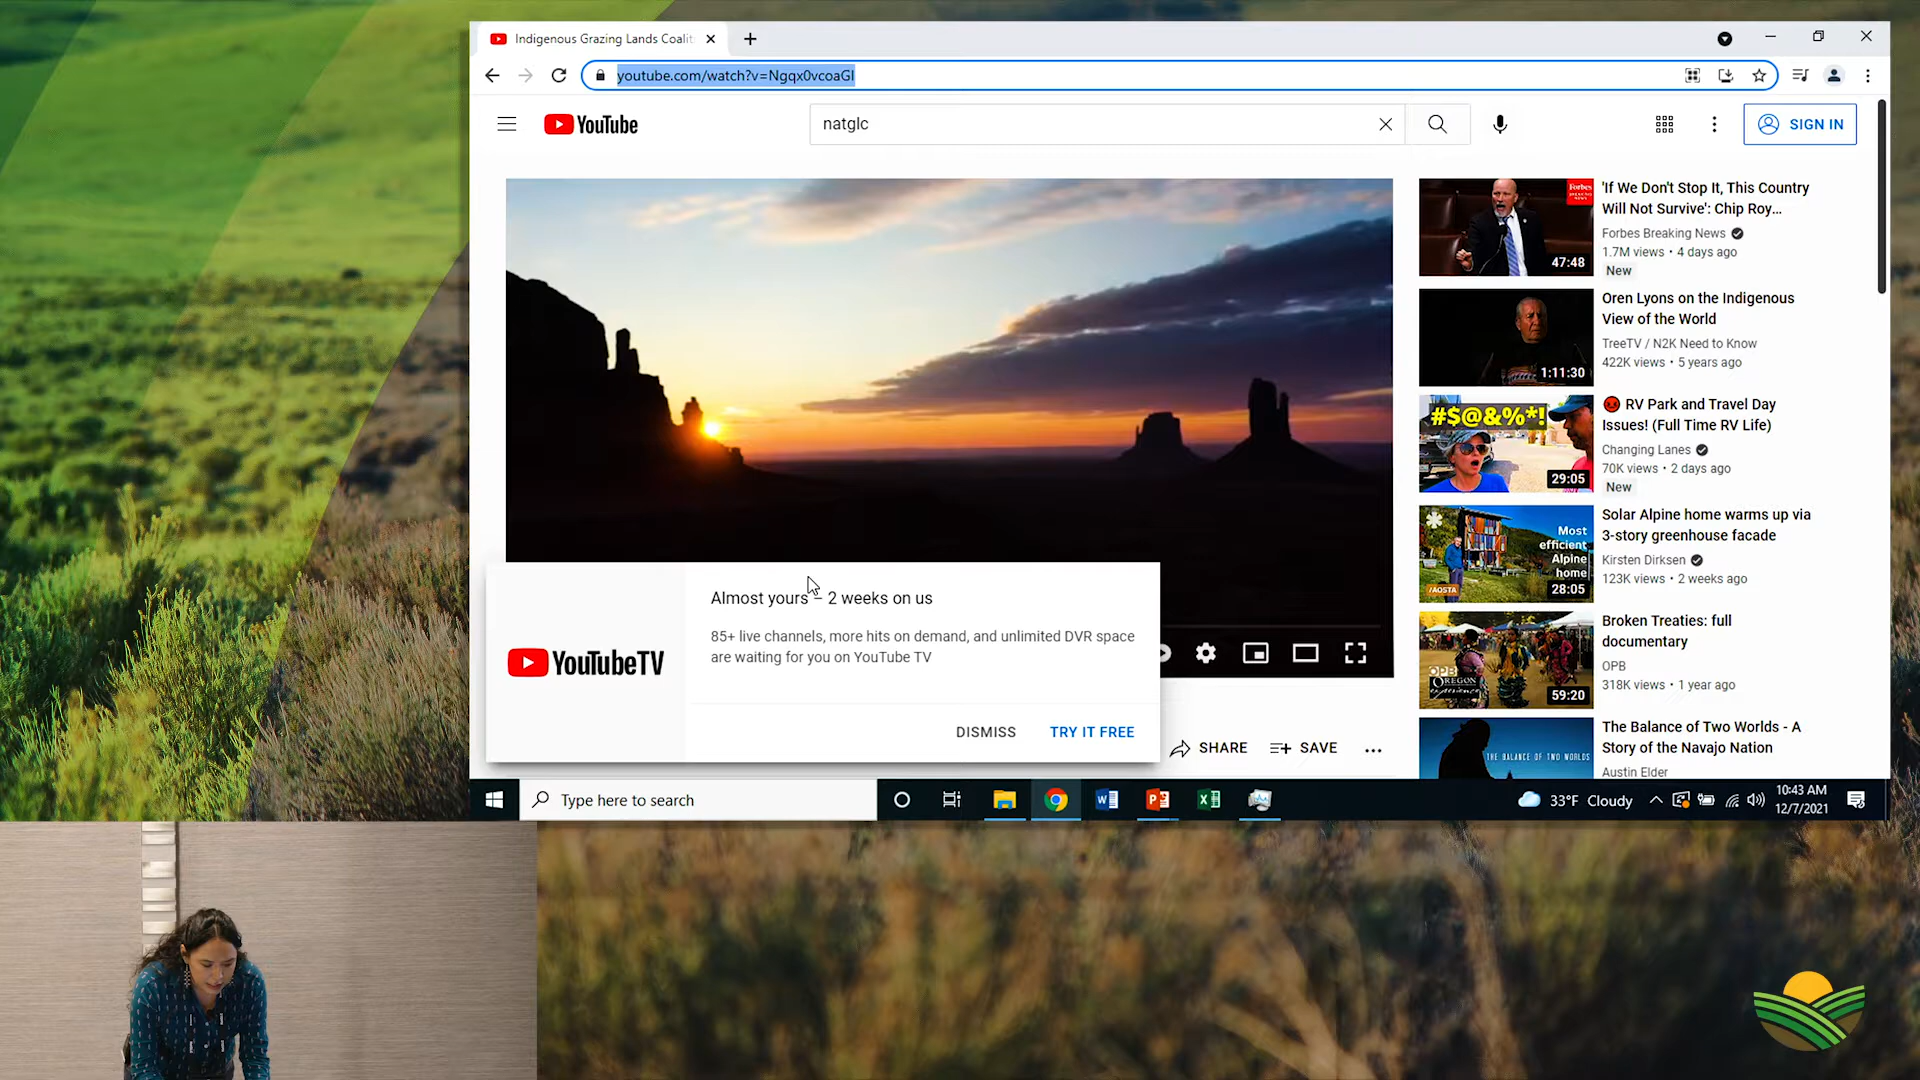 Indigenous Grazing Lands Coalit
youtube.com/watch?v=Ngqx0vcoaGI
YouTube
natglc
SIGN IN
Forbes
47:48
'If We Don't Stop It, This Country
Will Not Survive': Chip Roy...
Forbes Breaking News
1.7M views • 4 days ago
New
1:11:30
Oren Lyons on the Indigenous
View of the World
TreeTV / N2K Need to Know
422K views • 5 years ago
#$@&%*!
29:05
RV Park and Travel Day
Issues! (Full Time RV Life)
Changing Lanes
70K views • 2 days ago
New
Most
efficient
Alpine
home
/AOSTA
28:05
Solar Alpine home warms up via
3-story greenhouse facade
Kirsten Dirksen
123K views • 2 weeks ago
OPB
OREGON
experience
59:20
Broken Treaties: full
documentary
OPB
318K views • 1 year ago
THE BALANCE OF TWO WORLDS
The Balance of Two Worlds - A
Story of the Navajo Nation
Austin Elder
YouTubeTV
Almost yours – 2 weeks on us
85+ live channels, more hits on demand, and unlimited DVR space
are waiting for you on YouTube TV
DISMISS
TRY IT FREE
SHARE
SAVE
Type here to search
33°F Cloudy
10:43 AM
12/7/2021